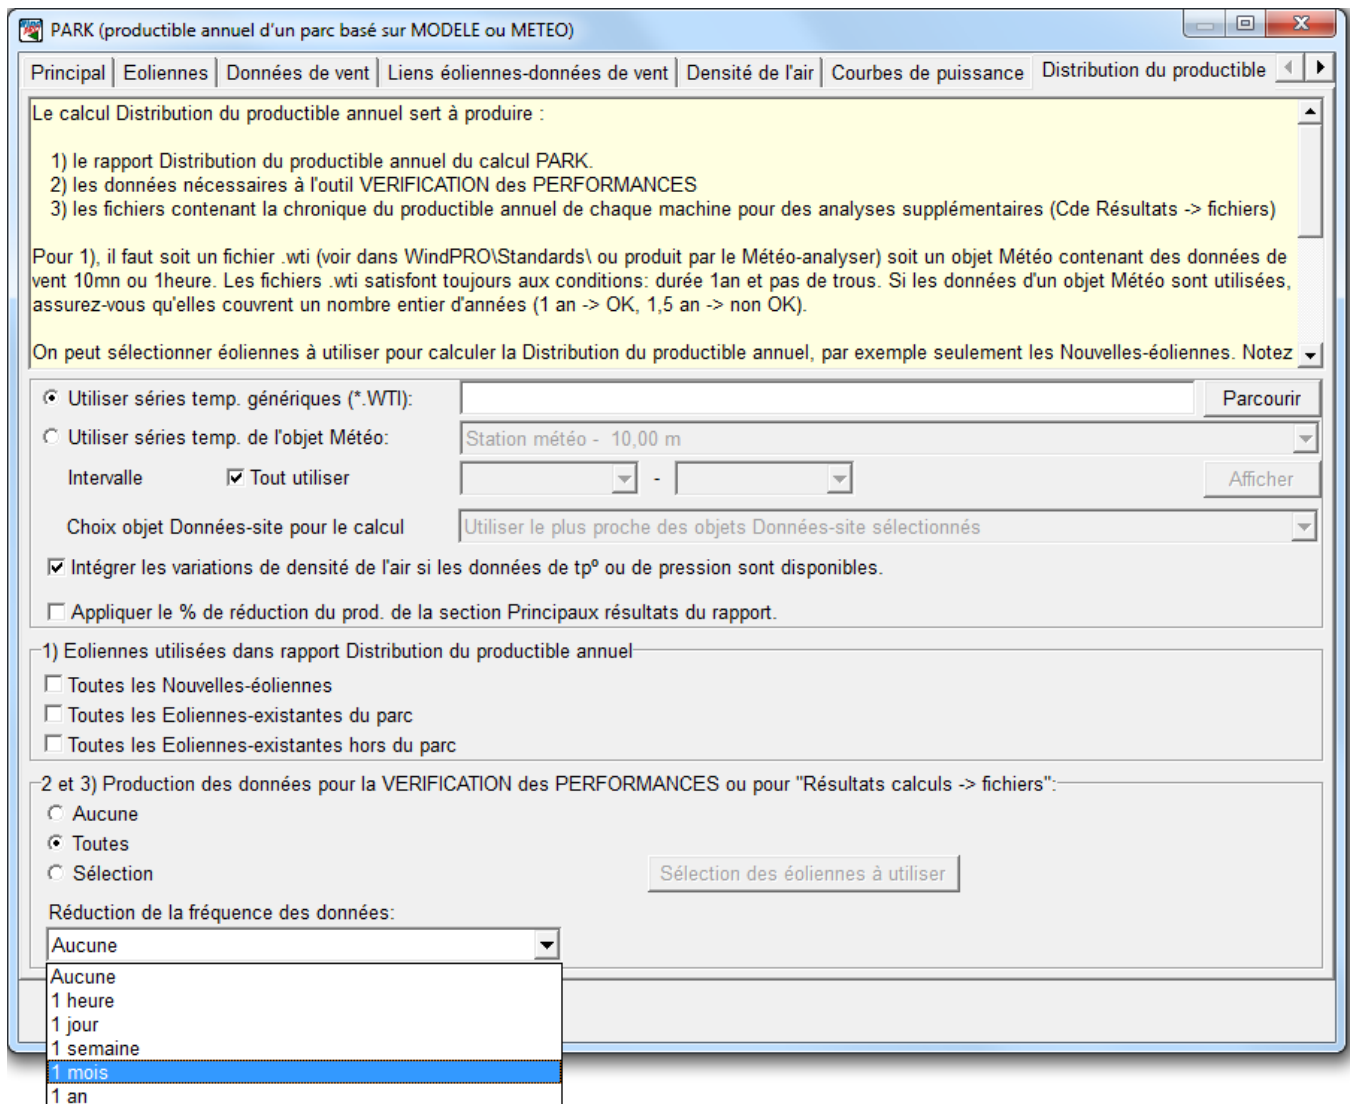 PARK (productible annuel d'un parc basé sur MODELE ou METEO)
Principal Eoliennes Données de vent Liens éoliennes-données de vent Densité de l'air Courbes de puissance Distribution du productible
Le calcul Distribution du productible annuel sert à produire :
1) le rapport Distribution du productible annuel du calcul PARK.
2) les données nécessaires à l'outil VERIFICATION des PERFORMANCES
3) les fichiers contenant la chronique du productible annuel de chaque machine pour des analyses supplémentaires (Cde Résultats -> fichiers)
Pour 1), il faut soit un fichier .wti (voir dans WindPRO\Standards\ ou produit par le Météo-analyser) soit un objet Météo contenant des données de
vent 10mn ou 1heure. Les fichiers .wti satisfont toujours aux conditions: durée 1an et pas de trous. Si les données d'un objet Météo sont utilisées,
assurez-vous qu'elles couvrent un nombre entier d'années (1 an -> OK, 1,5 an -> non OK).
On peut sélectionner éoliennes à utiliser pour calculer la Distribution du productible annuel, par exemple seulement les Nouvelles-éoliennes. Notez
Utiliser séries temp. génériques (*.WTI): Parcourir
Utiliser séries temp. de l'objet Météo: Station météo - 10,00 m
Intervalle Tout utiliser - Afficher
Choix objet Données-site pour le calcul Utiliser le plus proche des objets Données-site sélectionnés
Intégrer les variations de densité de l'air si les données de tpº ou de pression sont disponibles.
Appliquer le % de réduction du prod. de la section Principaux résultats du rapport.
1) Eoliennes utilisées dans rapport Distribution du productible annuel
Toutes les Nouvelles-éoliennes
Toutes les Eoliennes-existantes du parc
Toutes les Eoliennes-existantes hors du parc
2 et 3) Production des données pour la VERIFICATION des PERFORMANCES ou pour "Résultats calculs -> fichiers":
Aucune
Toutes
Sélection Sélection des éoliennes à utiliser
Réduction de la fréquence des données:
Aucune
Aucune
1 heure
1 jour
1 semaine
1 mois
1 an